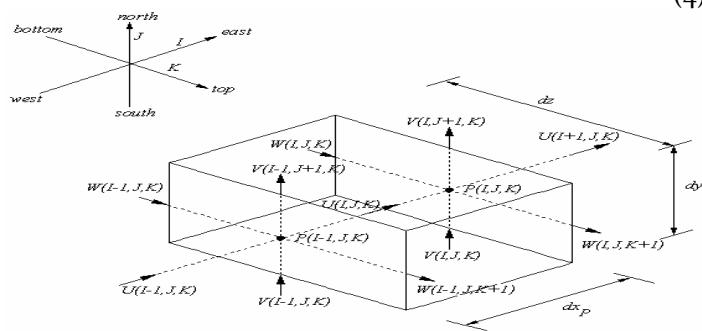 (4)
north
bottom
J
I
east
K
west
top
south
dz
V(I,J+1,K)
U(I+1,J,K)
W(I,J,K)
V(I-1,J+1,K)
dy
W(I-1,J,K)
P(I,J,K)
U(I,J,K)
P(I-1,J,K)
V(I,J,K)
W(I,J,K+1)
U(I-1,J,K)
V(I-1,J,K)
W(I-1,J,K+1)
dxp